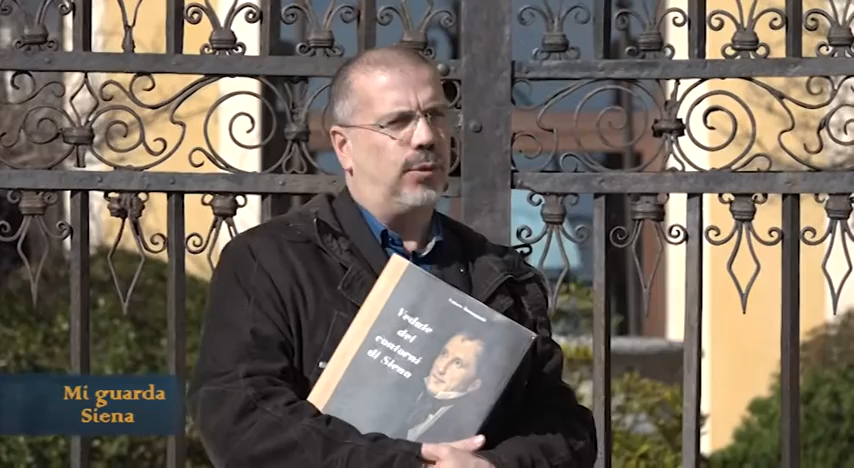 Vedute
dei
contorni
di Siena
Mi guarda
Siena